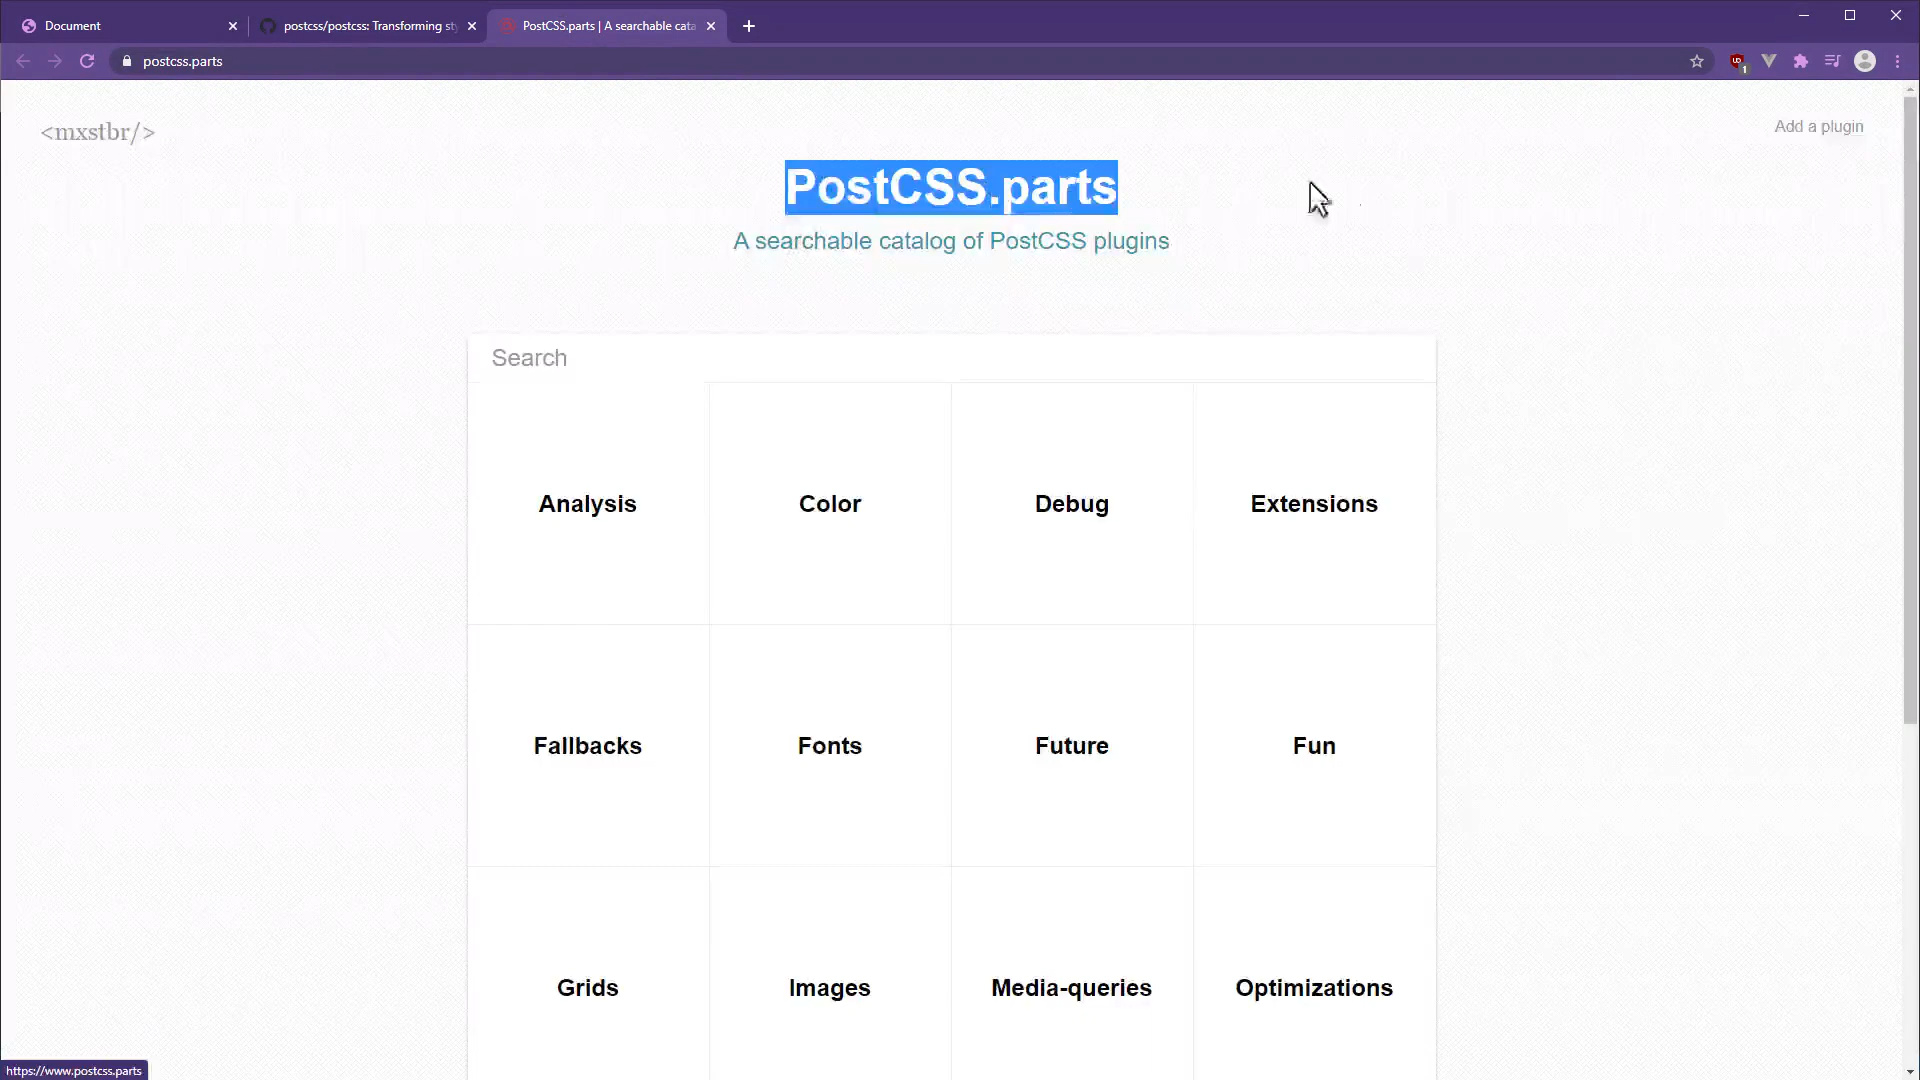 Document
postcss/postcss: Transforming sty
PostCSS.parts | A searchable cata
postcss.parts
1
<mxstbr/>
Add a plugin
PostCSS.parts
A searchable catalog of PostCSS plugins
Search
Analysis
Color
Debug
Extensions
Fallbacks
Fonts
Future
Fun
Grids
Images
Media-queries
Optimizations
https://www.postcss.parts